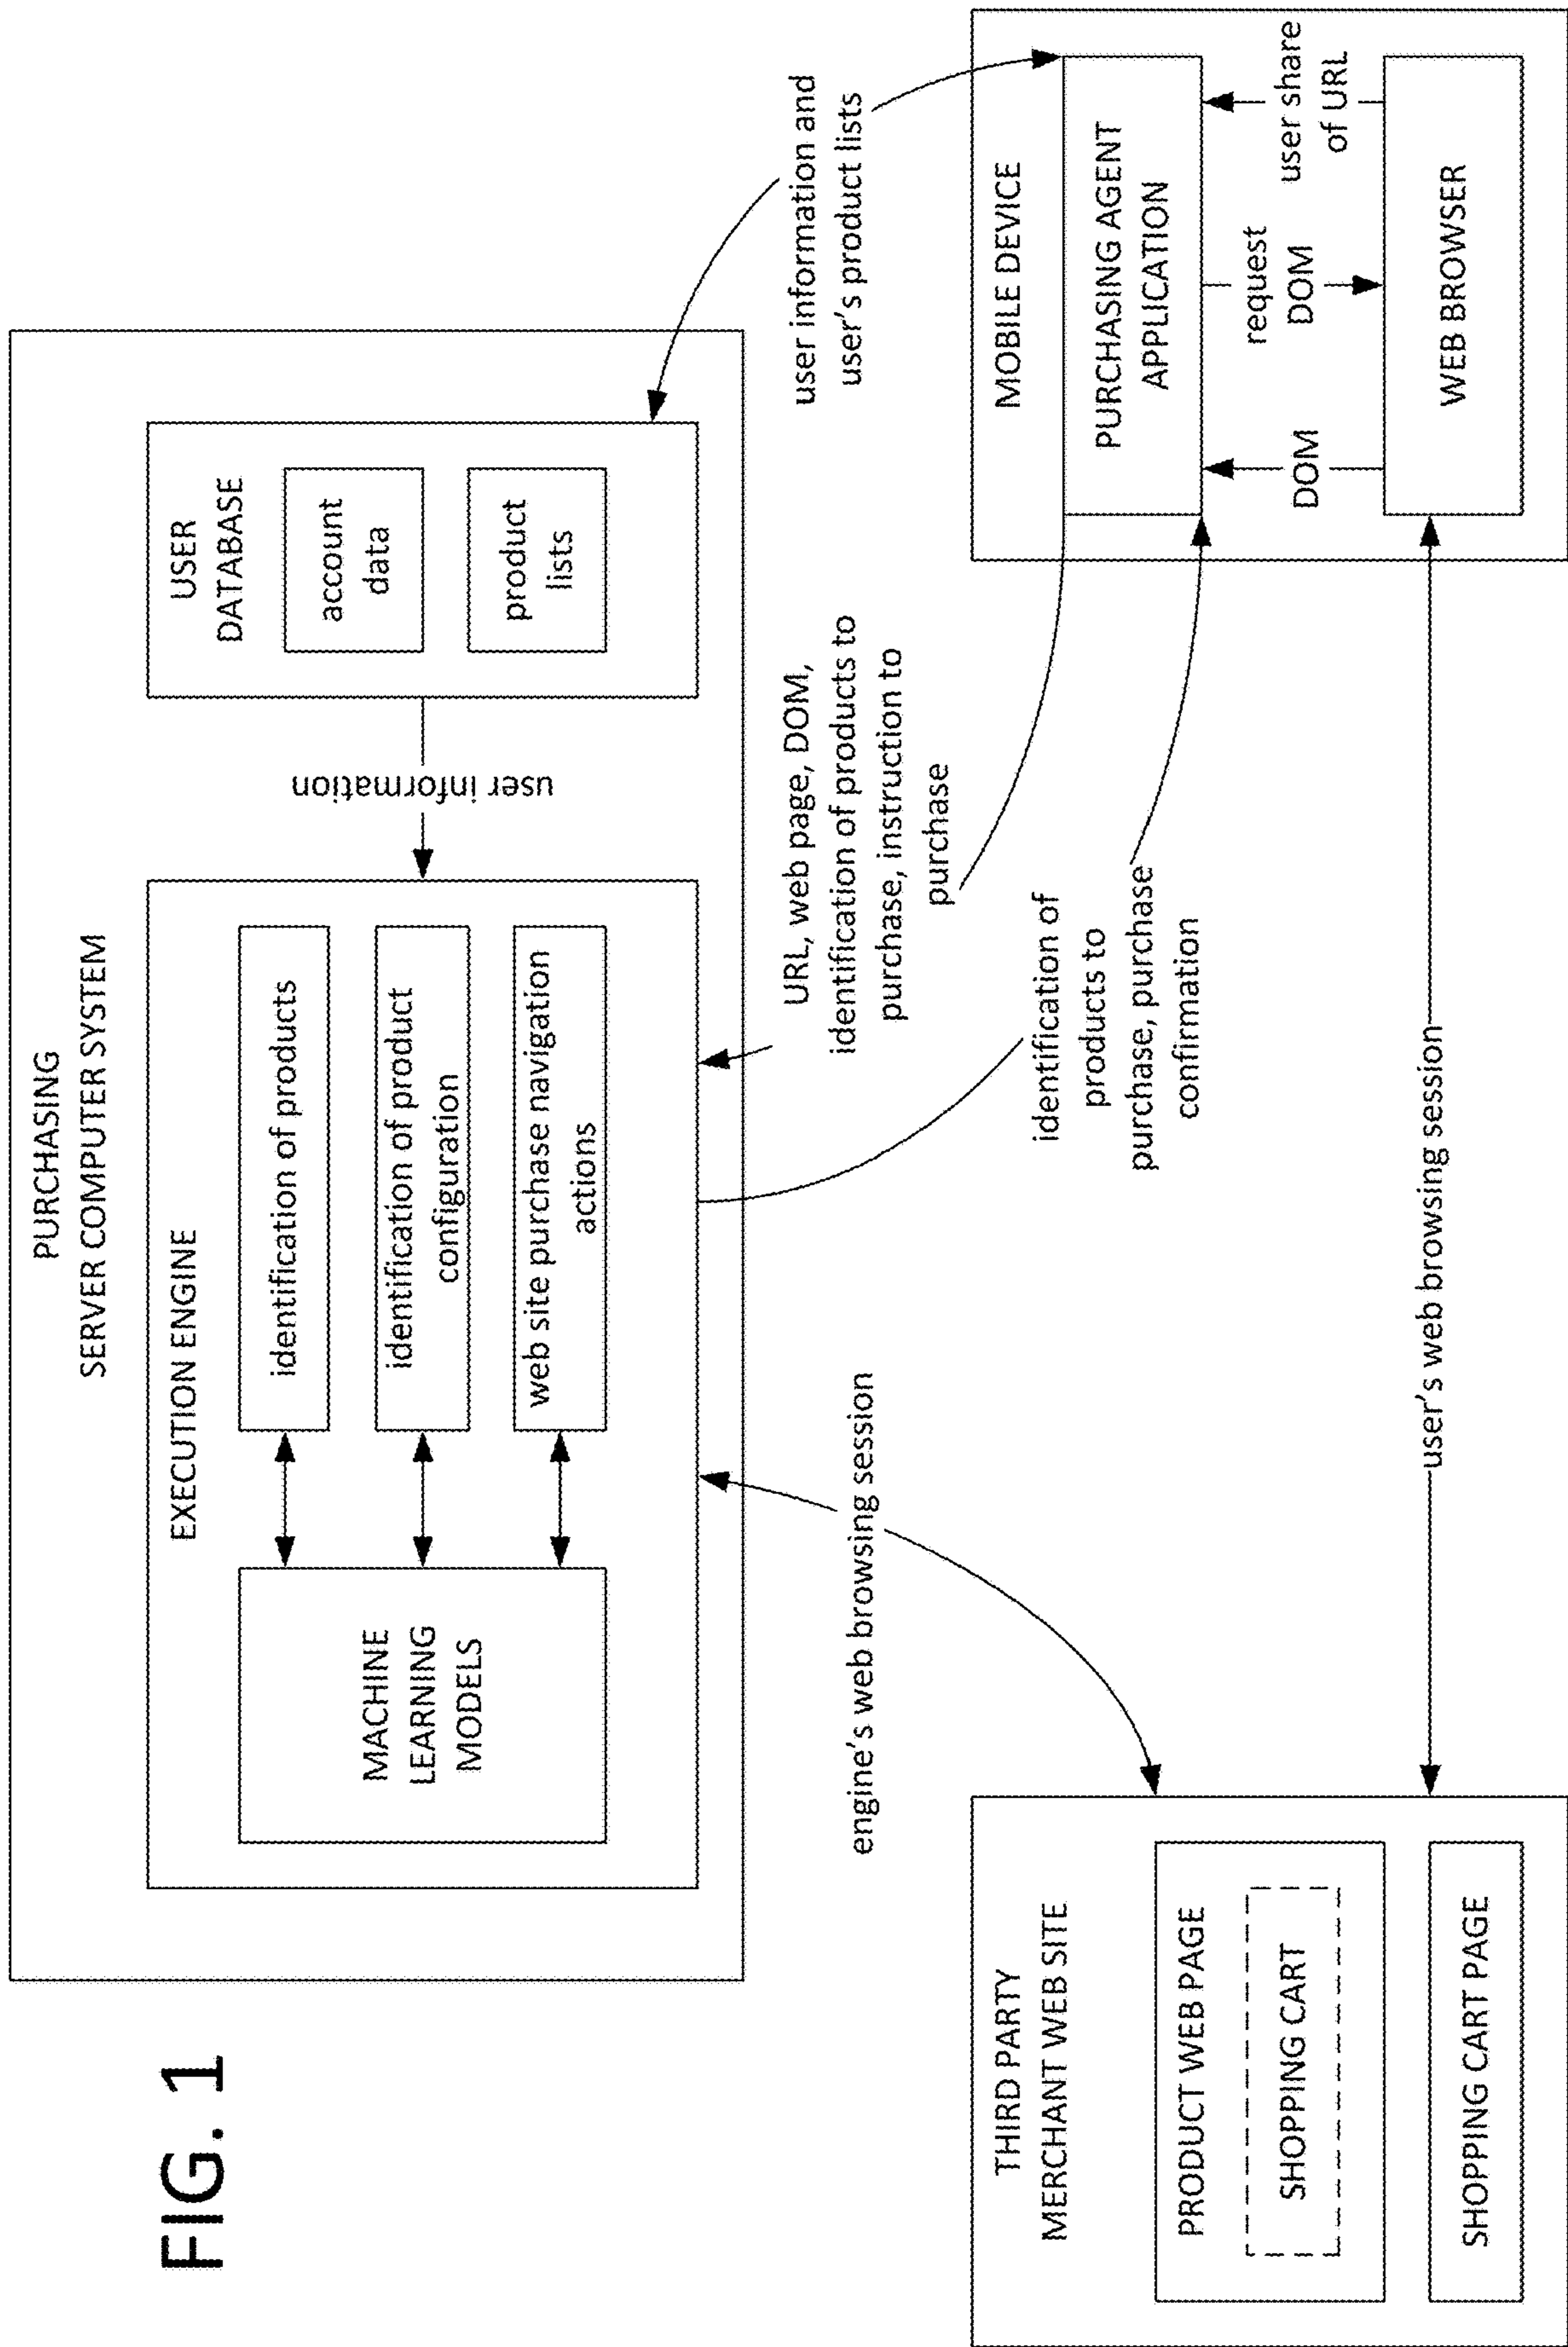 FIG. 1
PURCHASING
SERVER COMPUTER SYSTEM
EXECUTION ENGINE
MACHINE
LEARNING
MODELS
identification of products
identification of product
configuration
web site purchase navigation
actions
user information
USER
DATABASE
account
data
product
lists
engine's web browsing session
URL, web page, DOM,
identification of products to
purchase, instruction to
purchase
identification of
products to
purchase, purchase
confirmation
user information and
user's product lists
THIRD PARTY
MERCHANT WEB SITE
PRODUCT WEB PAGE
SHOPPING CART
SHOPPING CART PAGE
user's web browsing session
MOBILE DEVICE
PURCHASING AGENT
APPLICATION
DOM
request
DOM
user share
of URL
WEB BROWSER